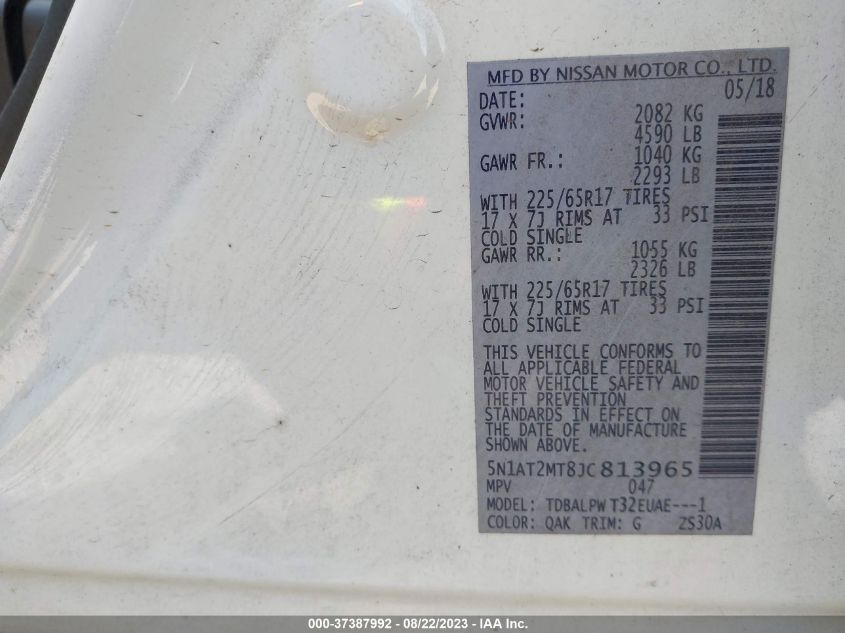 MFD BY NISSAN MOTOR CO., LTD.
DATE: 05/18
GVWR: 2082 KG
4590 LB
GAWR FR.: 1040 KG
2293 LB
WITH 225/65R17 TIRES
17 X 7J RIMS AT 33 PSI
COLD SINGLE
GAWR RR.: 1055 KG
2326 LB
WITH 225/65R17 TIRES
17 X 7J RIMS AT 33 PSI
COLD SINGLE
THIS VEHICLE CONFORMS TO
ALL APPLICABLE FEDERAL
MOTOR VEHICLE SAFETY AND
THEFT PREVENTION
STANDARDS IN EFFECT ON
THE DATE OF MANUFACTURE
SHOWN ABOVE.
5N1AT2MT8JC813965
MPV 047
MODEL: TDBALPW T32EUAE---1
COLOR: QAK TRIM: G ZS30A
000-37387992 - 08/22/2023 - IAA Inc.